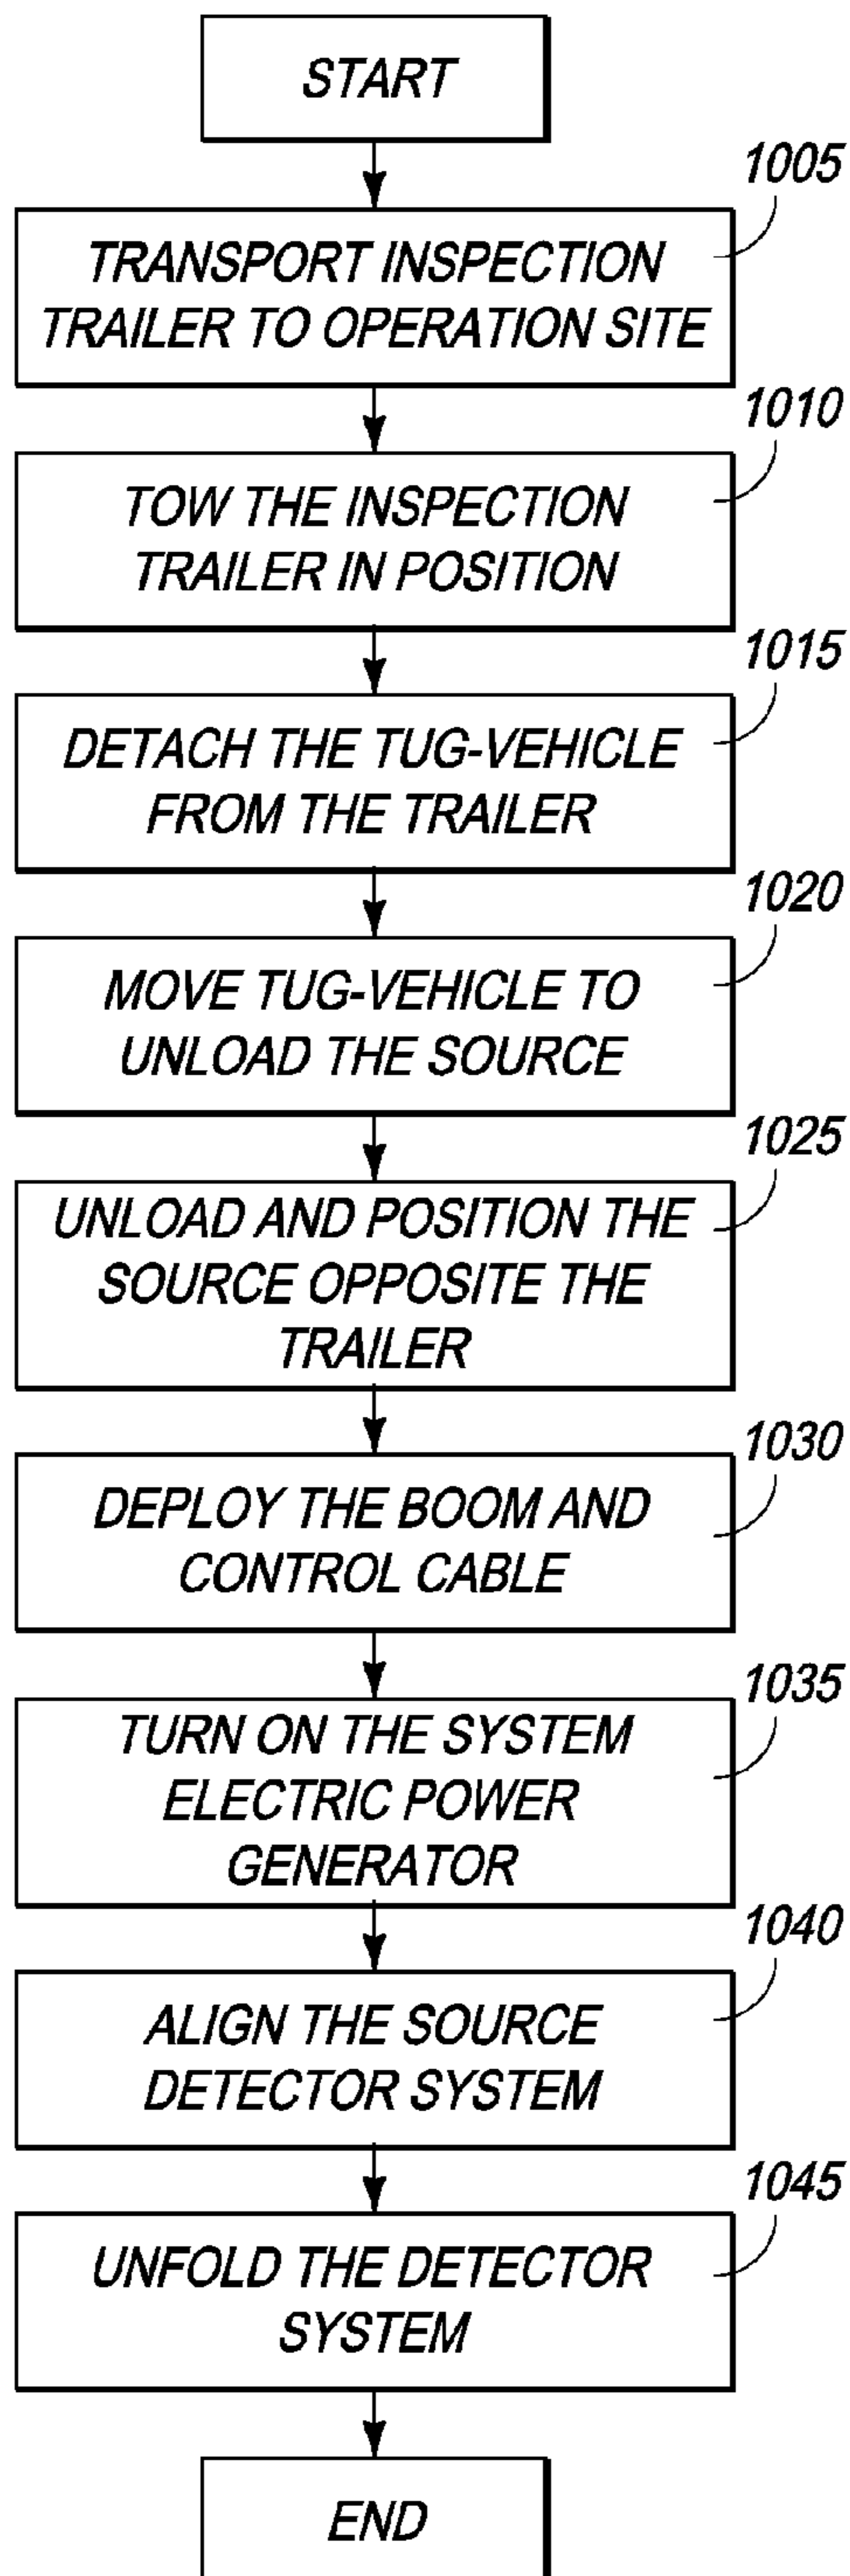 START
1005
TRANSPORT INSPECTION
TRAILER TO OPERATION SITE
1010
TOW THE INSPECTION
TRAILER IN POSITION
1015
DETACH THE TUG-VEHICLE
FROM THE TRAILER
1020
MOVE TUG-VEHICLE TO
UNLOAD THE SOURCE
1025
UNLOAD AND POSITION THE
SOURCE OPPOSITE THE
TRAILER
1030
DEPLOY THE BOOM AND
CONTROL CABLE
1035
TURN ON THE SYSTEM
ELECTRIC POWER
GENERATOR
1040
ALIGN THE SOURCE
DETECTOR SYSTEM
1045
UNFOLD THE DETECTOR
SYSTEM
END